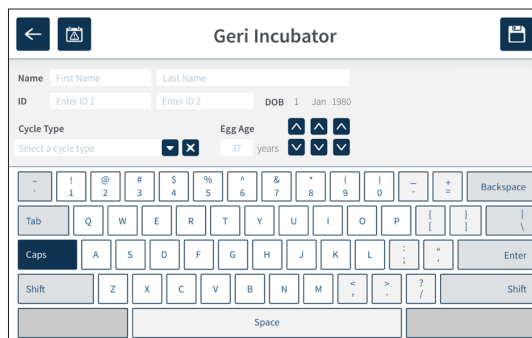 Geri Incubator
Name First Name Last Name
ID Enter ID 1 Enter ID 2 DOB 1 Jan 1980
Cycle Type Egg Age
Select a cycle type 37 years
~ ! @ # $ % ^ & * ( ) — +
` 1 2 3 4 5 6 7 8 9 0 - = Backspace
Tab Q W E R T Y U I O P { } |
[ ] \
Caps A S D F G H J K L : “ Enter
; ‘
Shift Z X C V B N M < > ? Shift
, . /
Space